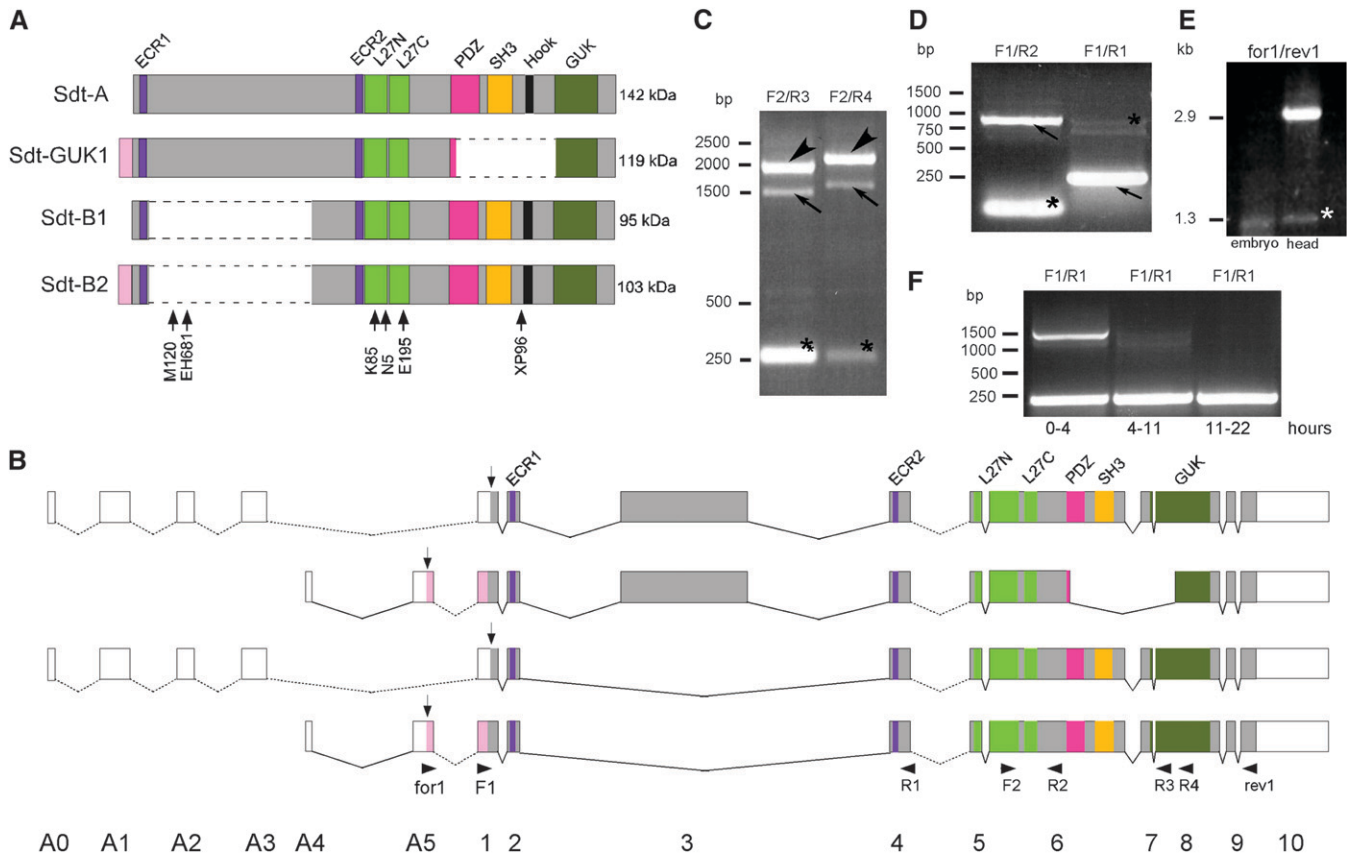 A
ECR1
ECR2
L27N
L27C
PDZ
SH3
Hook
GUK
Sdt-A
142 kDa
Sdt-GUK1
119 kDa
Sdt-B1
95 kDa
Sdt-B2
103 kDa
M120
EH681
K85
N5
E195
XP96
C
bp
F2/R3
F2/R4
2500
2000
1500
500
250
*
*
D
bp
F1/R2
F1/R1
1500
1000
750
500
250
*
*
E
kb
for1/rev1
2.9
1.3
*
embryo
head
F
bp
F1/R1
F1/R1
F1/R1
1500
1000
500
250
0-4
4-11
11-22
hours
B
ECR1
ECR2
L27N
L27C
PDZ
SH3
GUK
for1
F1
R1
F2
R2
R3
R4
rev1
A0
A1
A2
A3
A4
A5
1
2
3
4
5
6
7
8
9
10